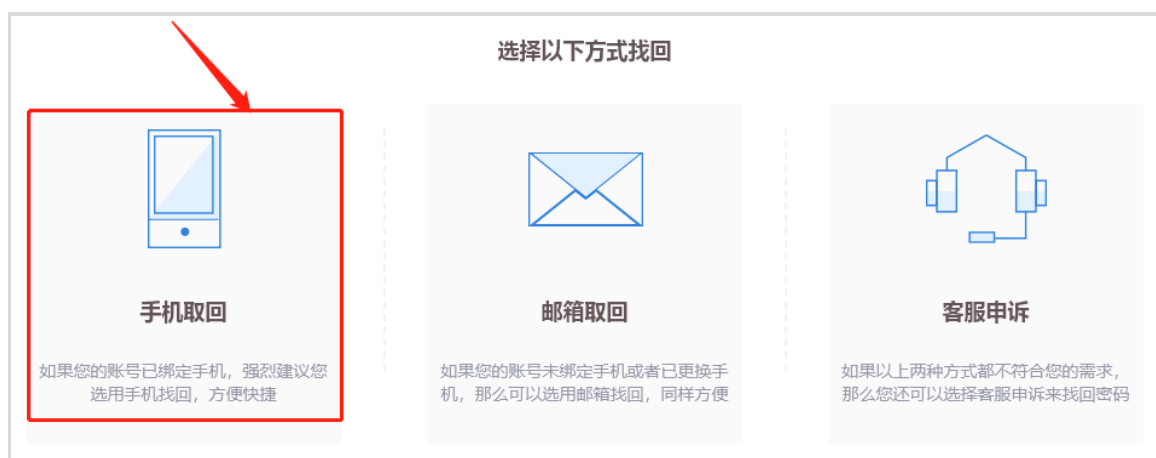 选择以下方式找回
手机取回
如果您的账号已绑定手机，强烈建议您
选用手机找回，方便快捷
邮箱取回
如果您的账号未绑定手机或者已更换手
机，那么可以选用邮箱找回，同样方便
客服申诉
如果以上两种方式都不符合您的需求，
那么您还可以选择客服申诉来找回密码